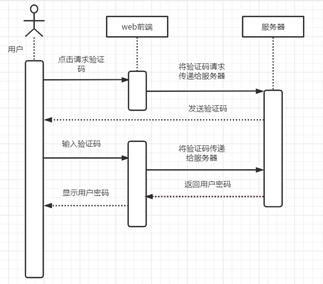 web前端
服务器
用户
点击请求验证
码
将验证码请求
传递给服务器
发送验证码
输入验证码
将验证码传递
给服务器
返回用户密码
显示用户密码